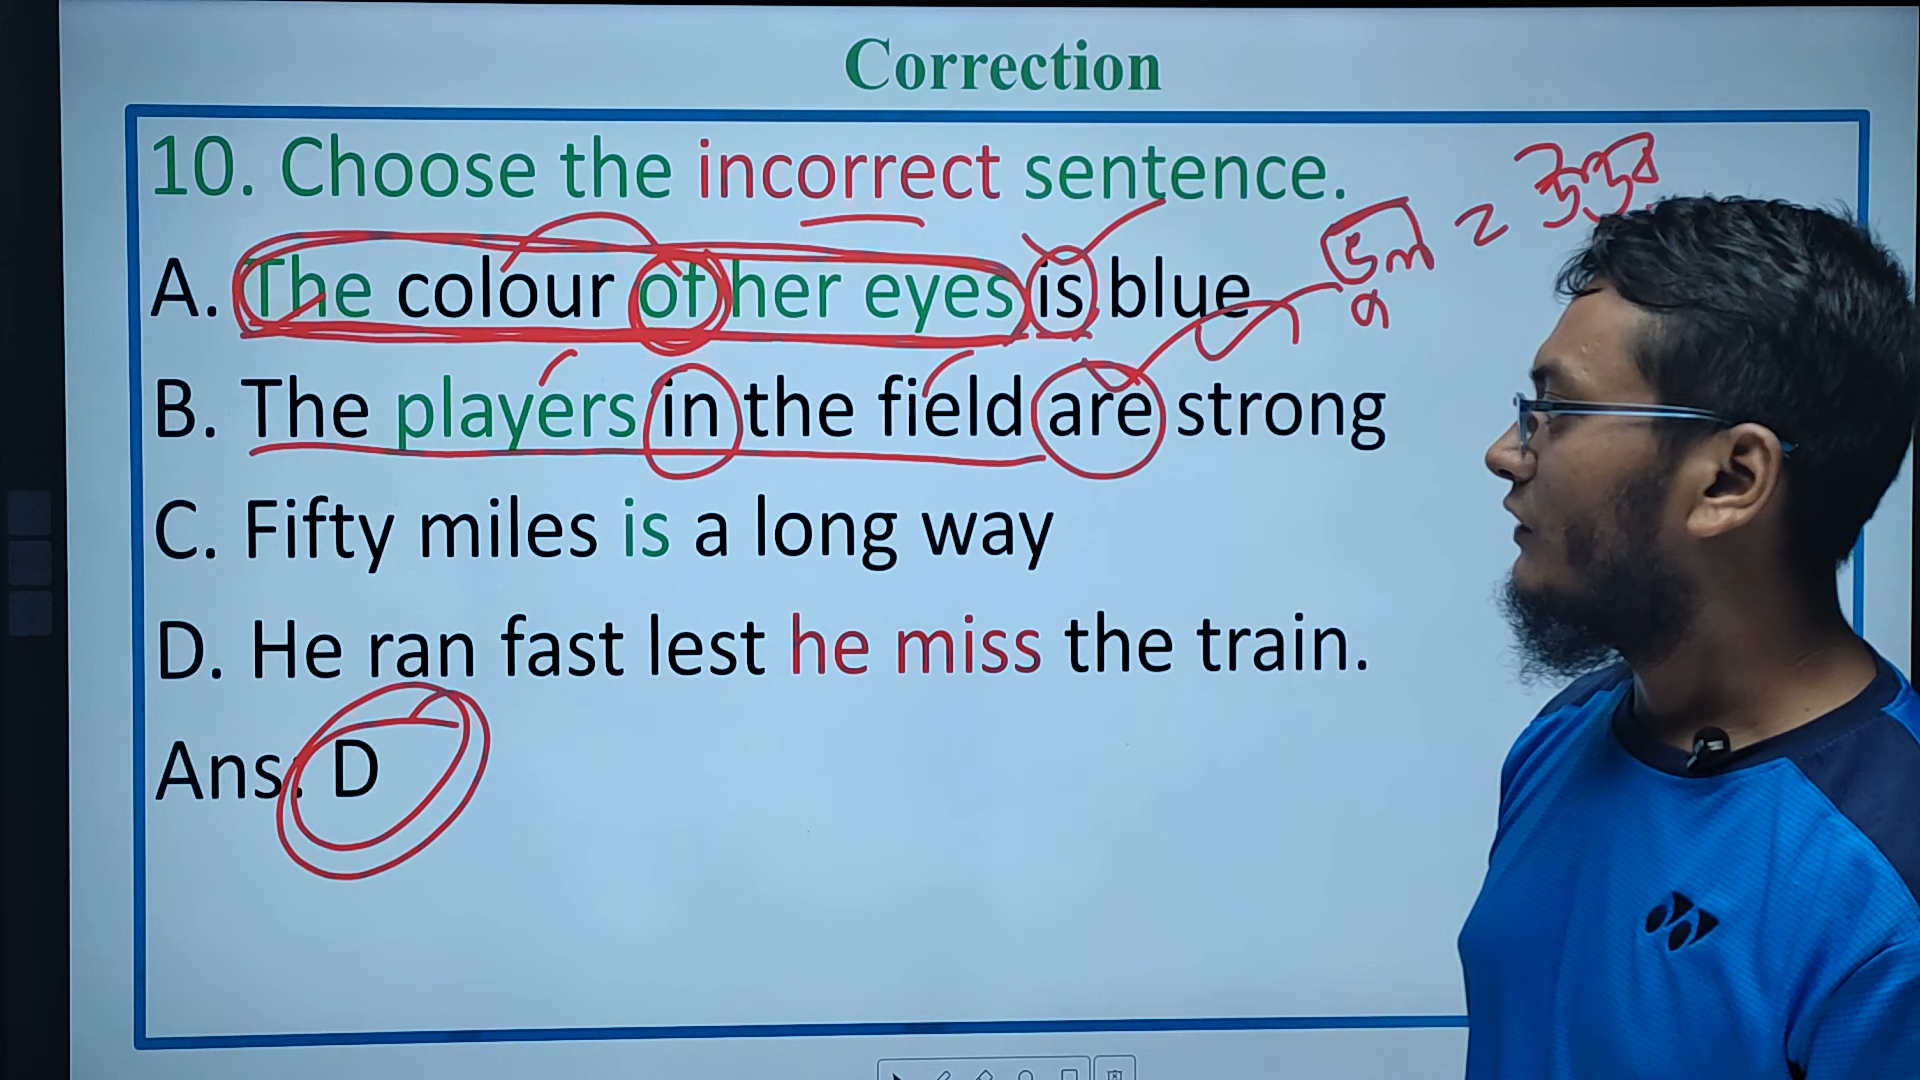 Correction
10. Choose the incorrect sentence.
A. The colour of her eyes is blue
B. The players in the field are strong
C. Fifty miles is a long way
D. He ran fast lest he miss the train.
Ans. D